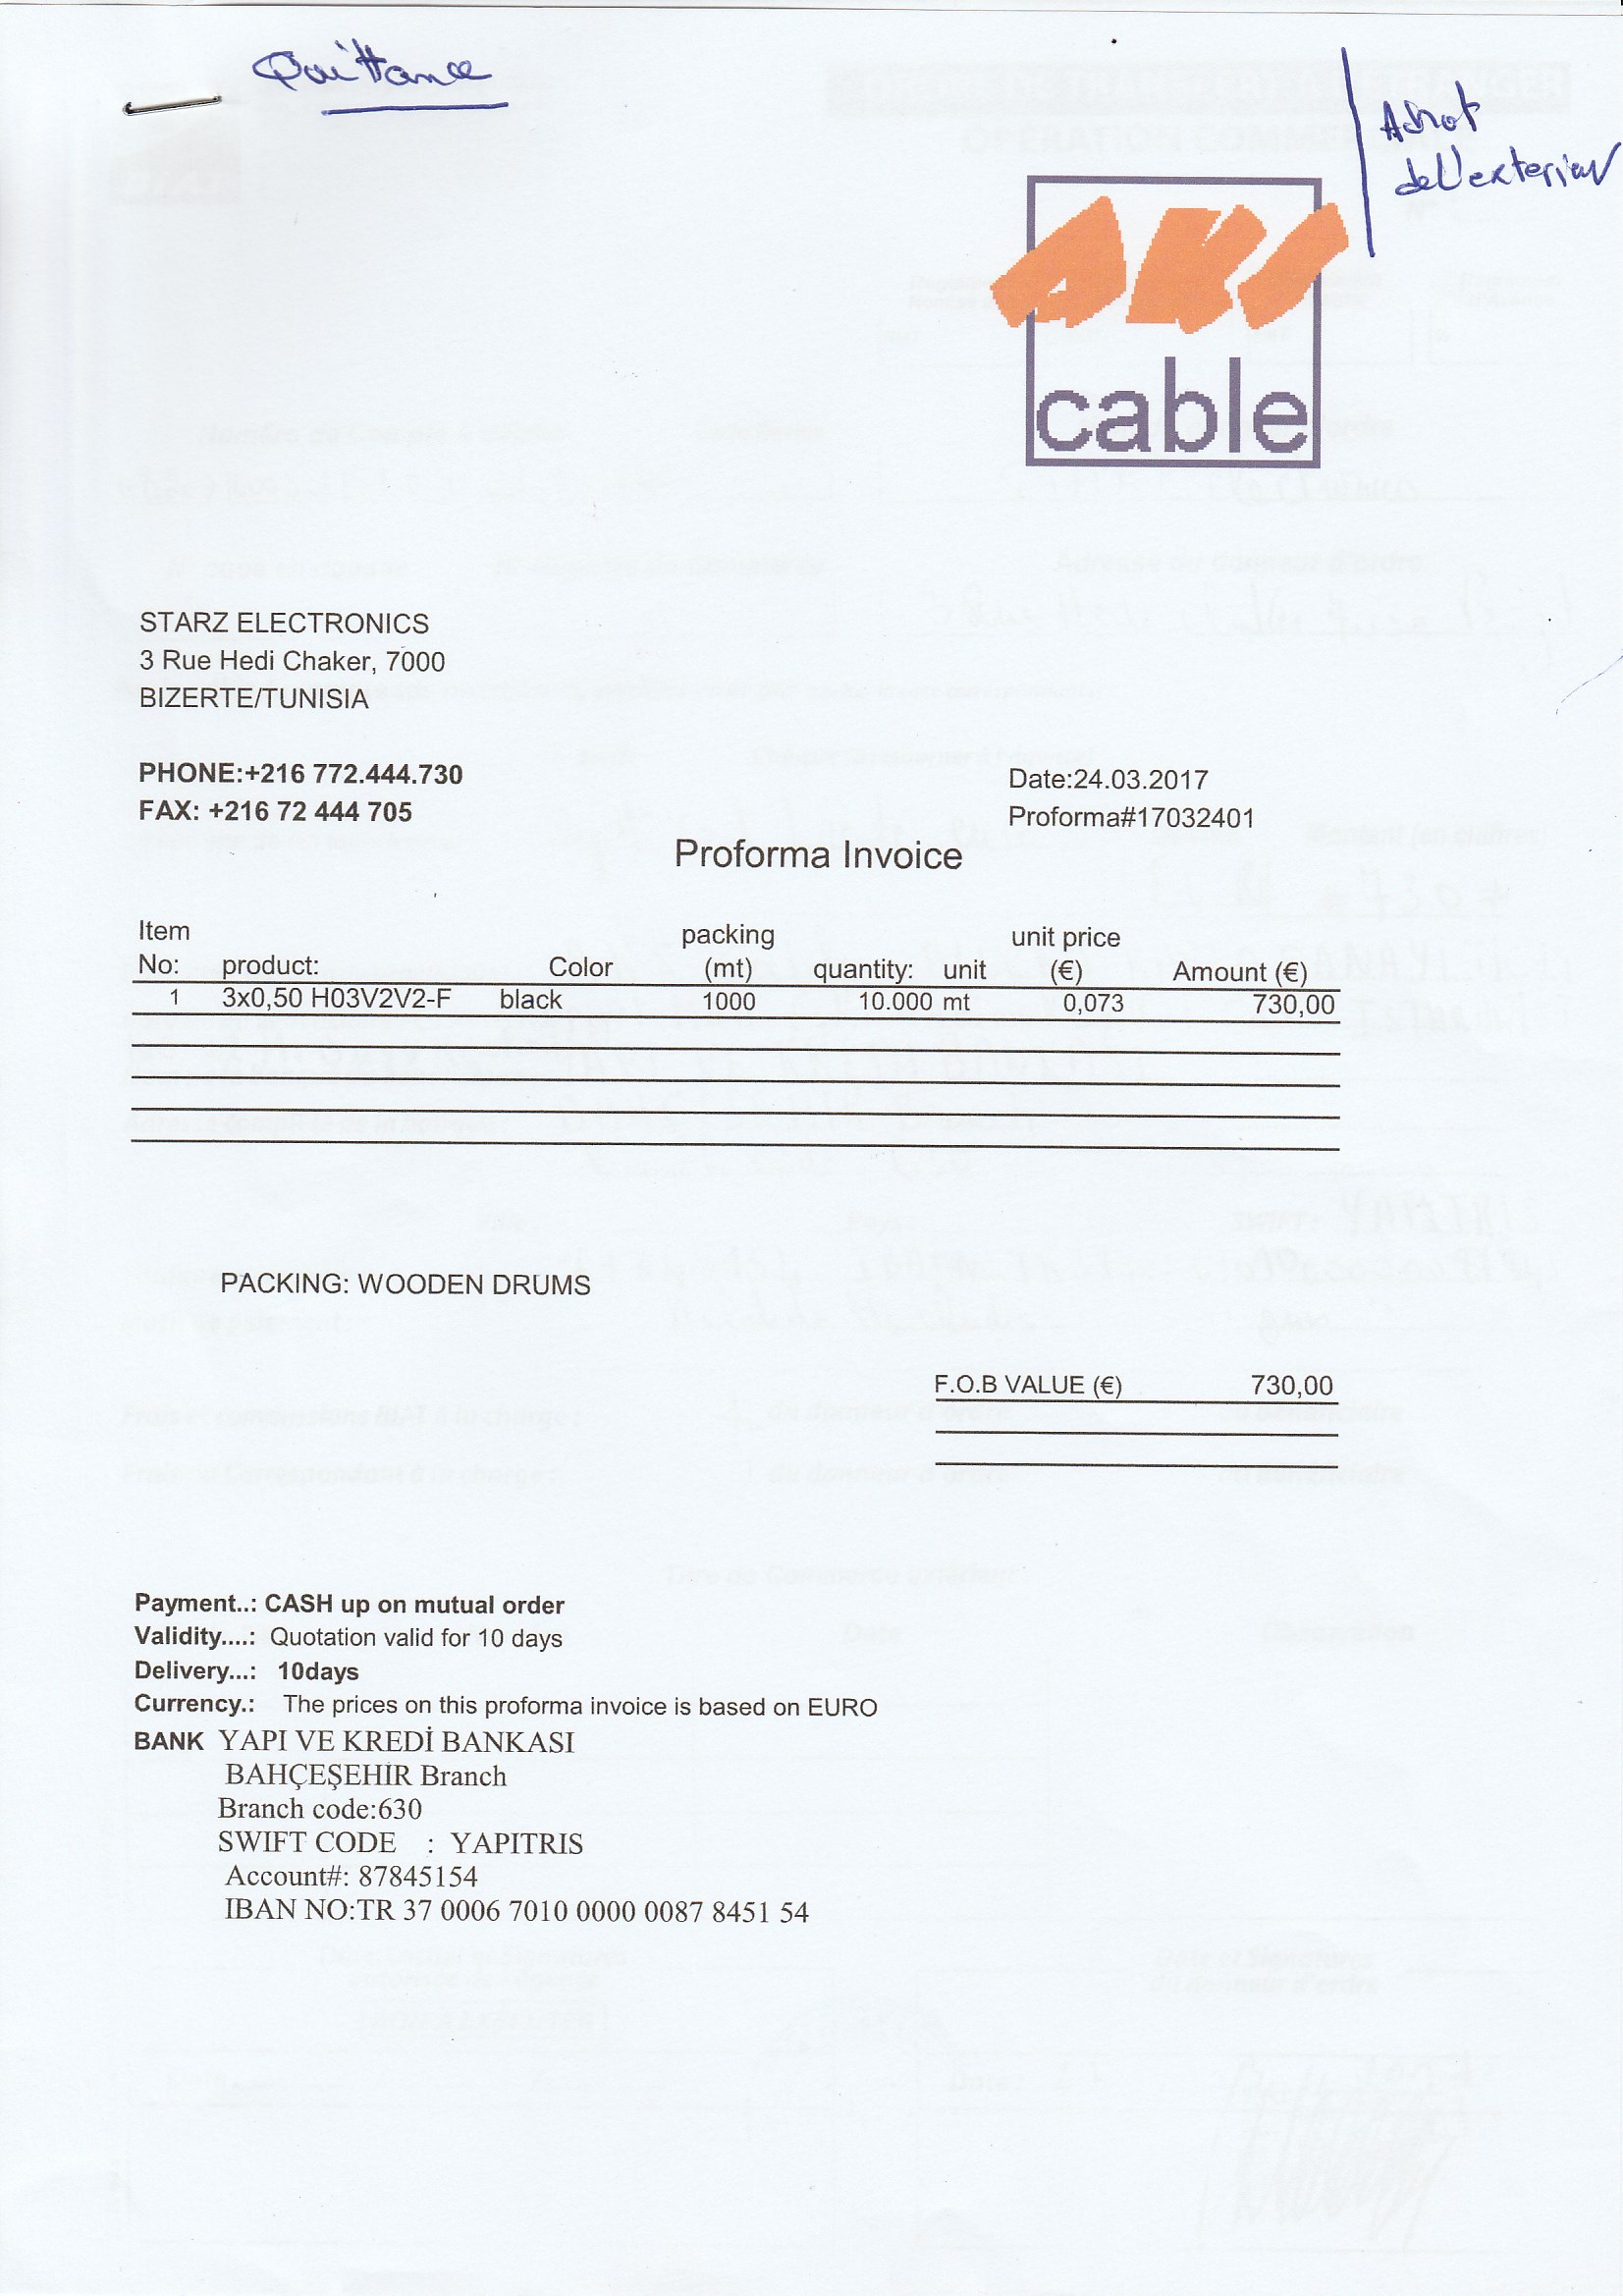 Quittance
Achat
de l'exterieur
AKS
cable
STARZ ELECTRONICS
3 Rue Hedi Chaker, 7000
BIZERTE/TUNISIA
PHONE:+216 772.444.730
FAX: +216 72 444 705
Date:24.03.2017
Proforma#17032401
Proforma Invoice
Item No: product: Color packing (mt) quantity: unit unit price (€) Amount (€)
1 3x0,50 H03V2V2-F black 1000 10.000 mt 0,073 730,00
PACKING: WOODEN DRUMS
F.O.B VALUE (€) 730,00
Payment..: CASH up on mutual order
Validity....: Quotation valid for 10 days
Delivery...: 10days
Currency.: The prices on this proforma invoice is based on EURO
BANK YAPI VE KREDİ BANKASI
BAHÇEŞEHİR Branch
Branch code:630
SWIFT CODE : YAPITRIS
Account#: 87845154
IBAN NO:TR 37 0006 7010 0000 0087 8451 54